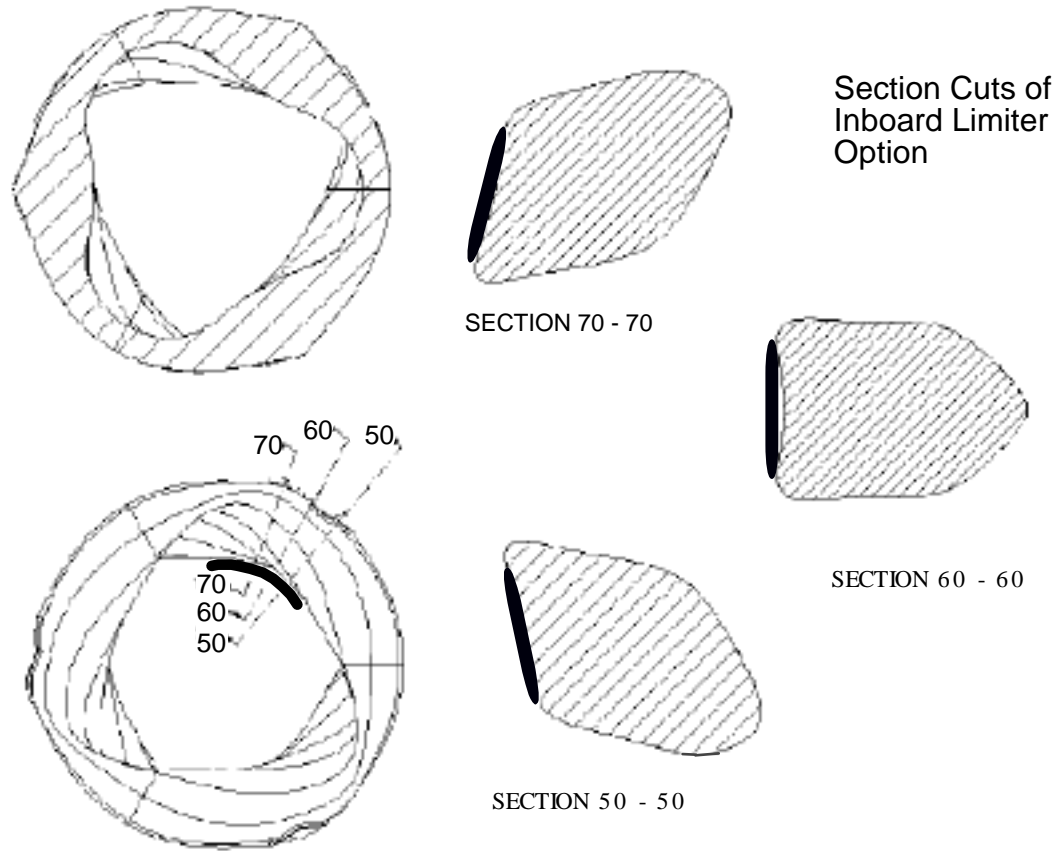 Section Cuts of
Inboard Limiter
Option
SECTION 70 - 70
SECTION 60 - 60
70 60 50
70
60
50
SECTION 50 - 50